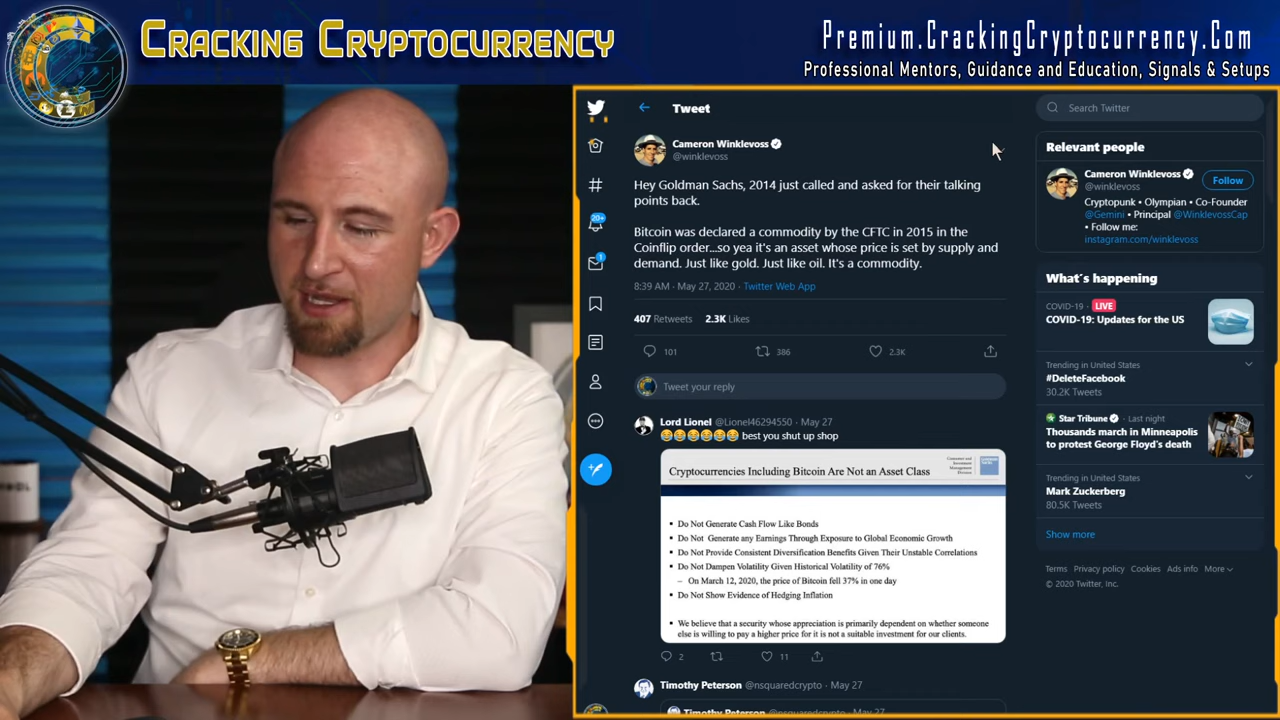 CRACKING CRYPTOCURRENCY
Premium.CrackingCryptocurrency.Com
Professional Mentors, Guidance and Education, Signals & Setups
Tweet
Search Twitter
Cameron Winklevoss
@winklevoss
Hey Goldman Sachs, 2014 just called and asked for their talking
points back.
Bitcoin was declared a commodity by the CFTC in 2015 in the
Coinflip order...so yea it's an asset whose price is set by supply and
demand. Just like gold. Just like oil. It's a commodity.
8:39 AM · May 27, 2020 · Twitter Web App
407 Retweets 2.3K Likes
101 386 2.3K
Tweet your reply
20+
1
Lord Lionel @Lionel46294550 · May 27
😂😂😂😂😂😂 best you shut up shop
Cryptocurrencies Including Bitcoin Are Not an Asset Class
Consumer and
Investment
Management
Division
Goldman
Sachs
▪ Do Not Generate Cash Flow Like Bonds
▪ Do Not Generate any Earnings Through Exposure to Global Economic Growth
▪ Do Not Provide Consistent Diversification Benefits Given Their Unstable Correlations
▪ Do Not Dampen Volatility Given Historical Volatility of 76%
– On March 12, 2020, the price of Bitcoin fell 37% in one day
▪ Do Not Show Evidence of Hedging Inflation
▪ We believe that a security whose appreciation is primarily dependent on whether someone
else is willing to pay a higher price for it is not a suitable investment for our clients.
2 11
Timothy Peterson @nsquaredcrypto · May 27
Timothy Peterson @nsquaredcrypto · May 27
Relevant people
Cameron Winklevoss
@winklevoss
Follow
Cryptopunk • Olympian • Co-Founder
@Gemini • Principal @WinklevossCap
• Follow me:
instagram.com/winklevoss
What's happening
COVID-19 · LIVE
COVID-19: Updates for the US
Trending in United States
#DeleteFacebook
30.2K Tweets
Star Tribune · Last night
Thousands march in Minneapolis
to protest George Floyd's death
Trending in United States
Mark Zuckerberg
80.5K Tweets
Show more
Terms Privacy policy Cookies Ads info More
© 2020 Twitter, Inc.